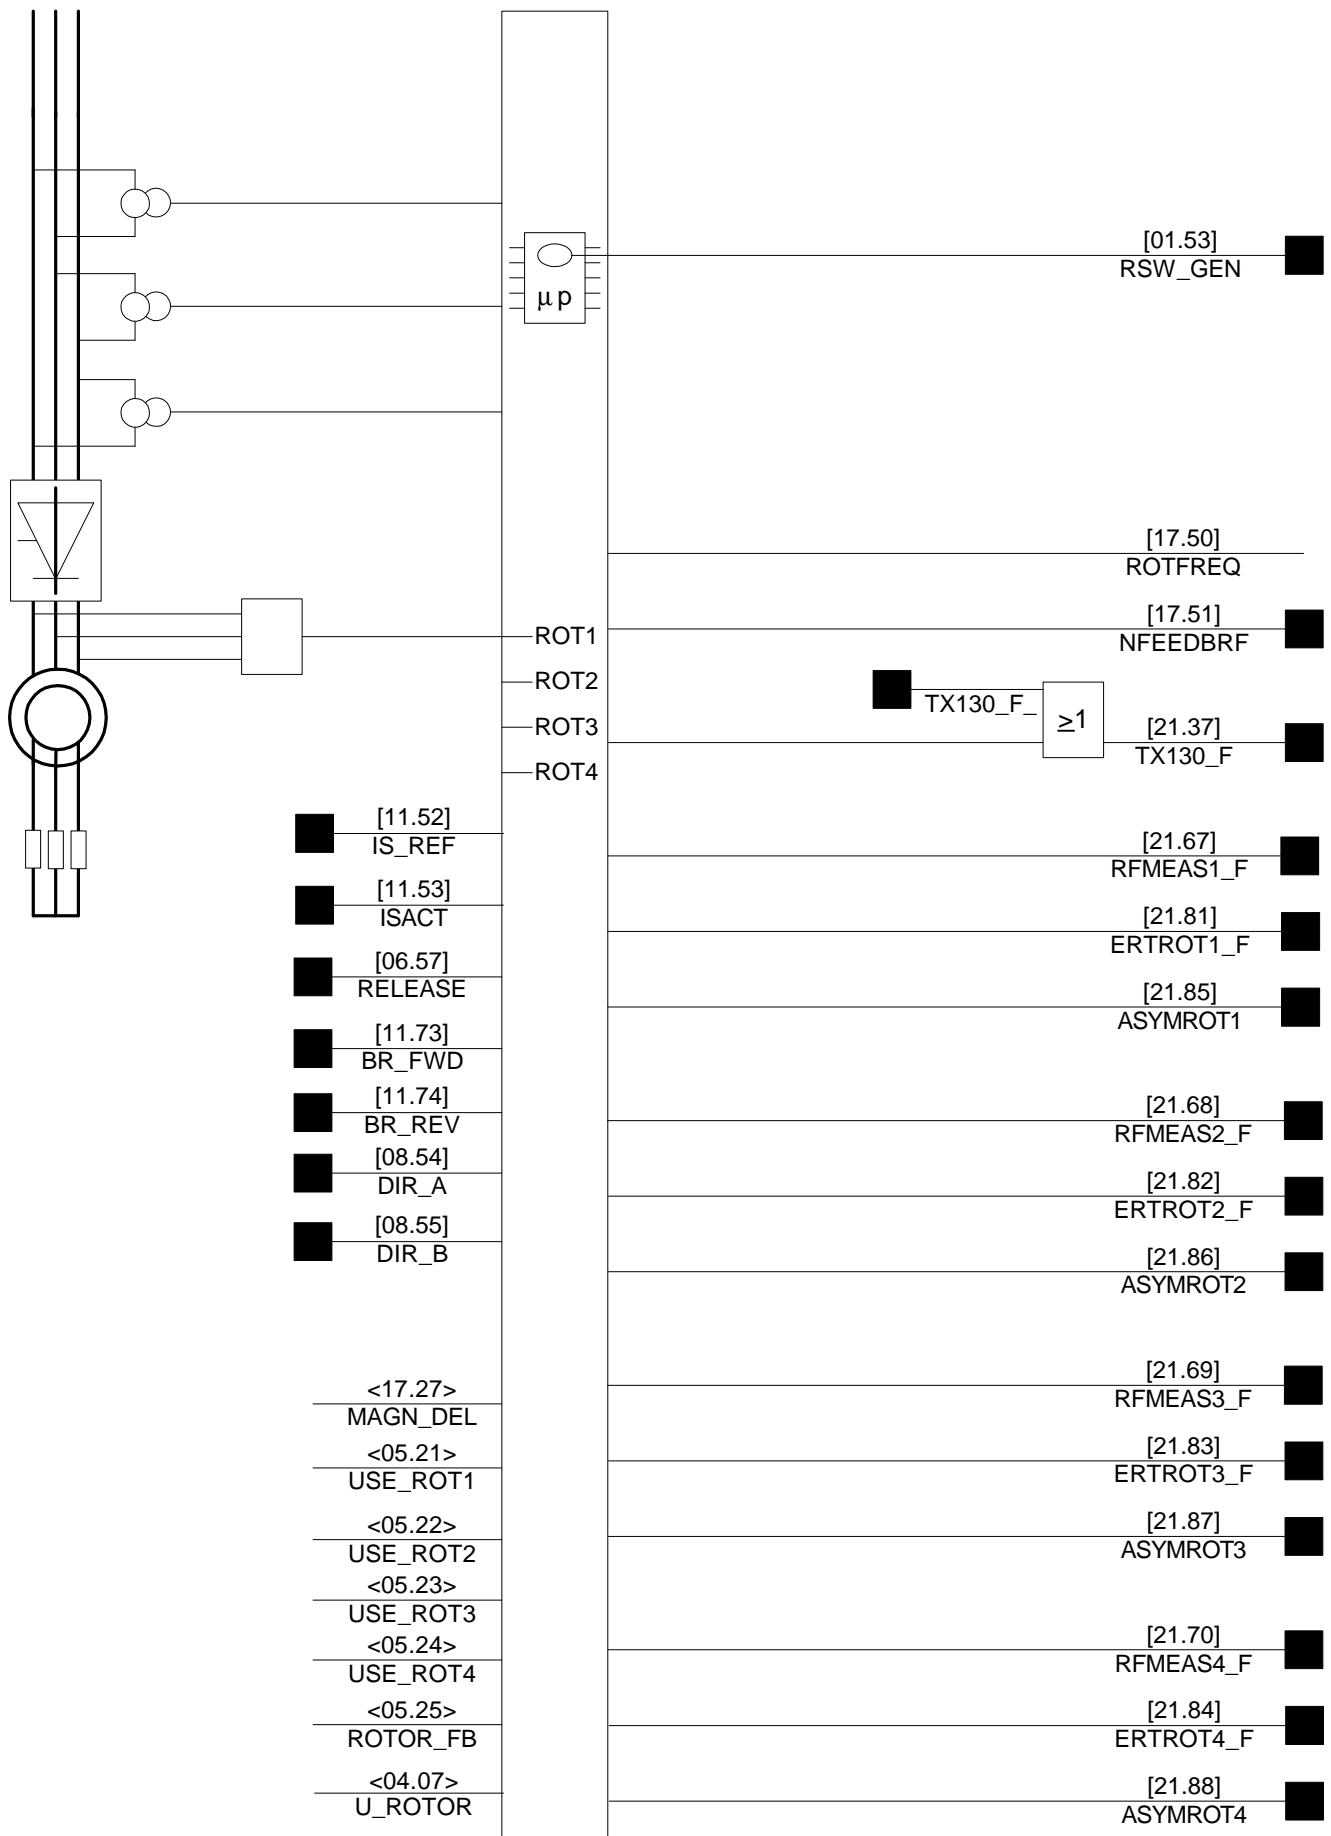 [01.53]
RSW_GEN
µp
[17.50]
ROTFREQ
[17.51]
NFEEDBRF
ROT1
ROT2
ROT3
ROT4
TX130_F_
≥1
[21.37]
TX130_F
[11.52]
IS_REF
[11.53]
ISACT
[06.57]
RELEASE
[11.73]
BR_FWD
[11.74]
BR_REV
[08.54]
DIR_A
[08.55]
DIR_B
<17.27>
MAGN_DEL
<05.21>
USE_ROT1
<05.22>
USE_ROT2
<05.23>
USE_ROT3
<05.24>
USE_ROT4
<05.25>
ROTOR_FB
<04.07>
U_ROTOR
[21.67]
RFMEAS1_F
[21.81]
ERTROT1_F
[21.85]
ASYMROT1
[21.68]
RFMEAS2_F
[21.82]
ERTROT2_F
[21.86]
ASYMROT2
[21.69]
RFMEAS3_F
[21.83]
ERTROT3_F
[21.87]
ASYMROT3
[21.70]
RFMEAS4_F
[21.84]
ERTROT4_F
[21.88]
ASYMROT4